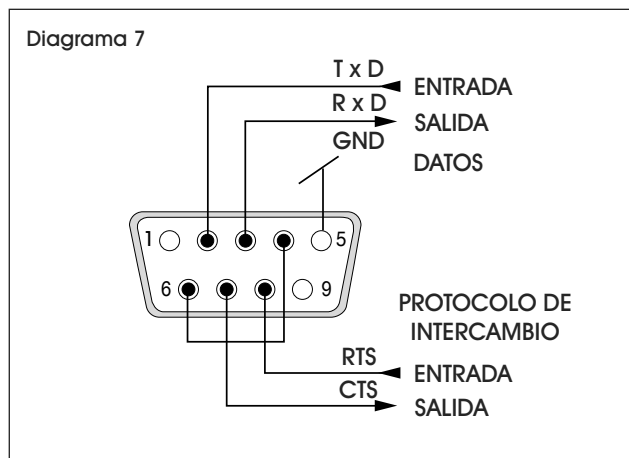 Diagrama 7
T x D
ENTRADA
R x D
SALIDA
GND
DATOS
1
5
6
9
PROTOCOLO DE
INTERCAMBIO
RTS
ENTRADA
CTS
SALIDA